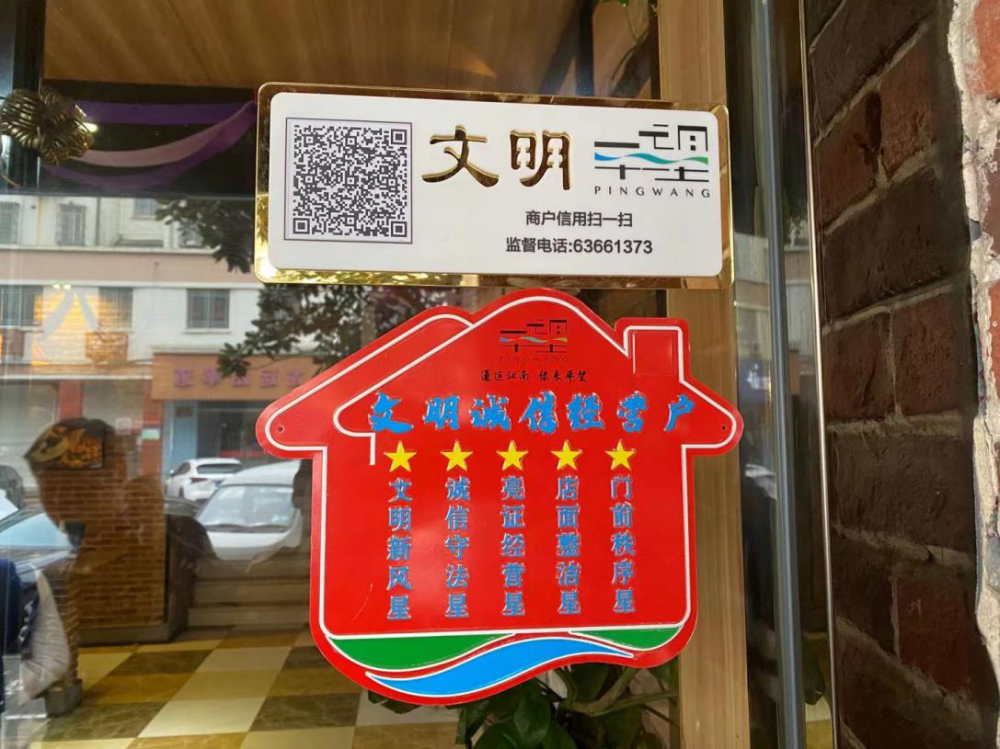 文明 平望
PINGWANG
商户信用扫一扫
监督电话:63661373
平望
PINGWANG
通运江南 候来平望
文明诚信经营户
文明新风星
诚信守法星
亮证经营星
店面整洁星
门前秩序星